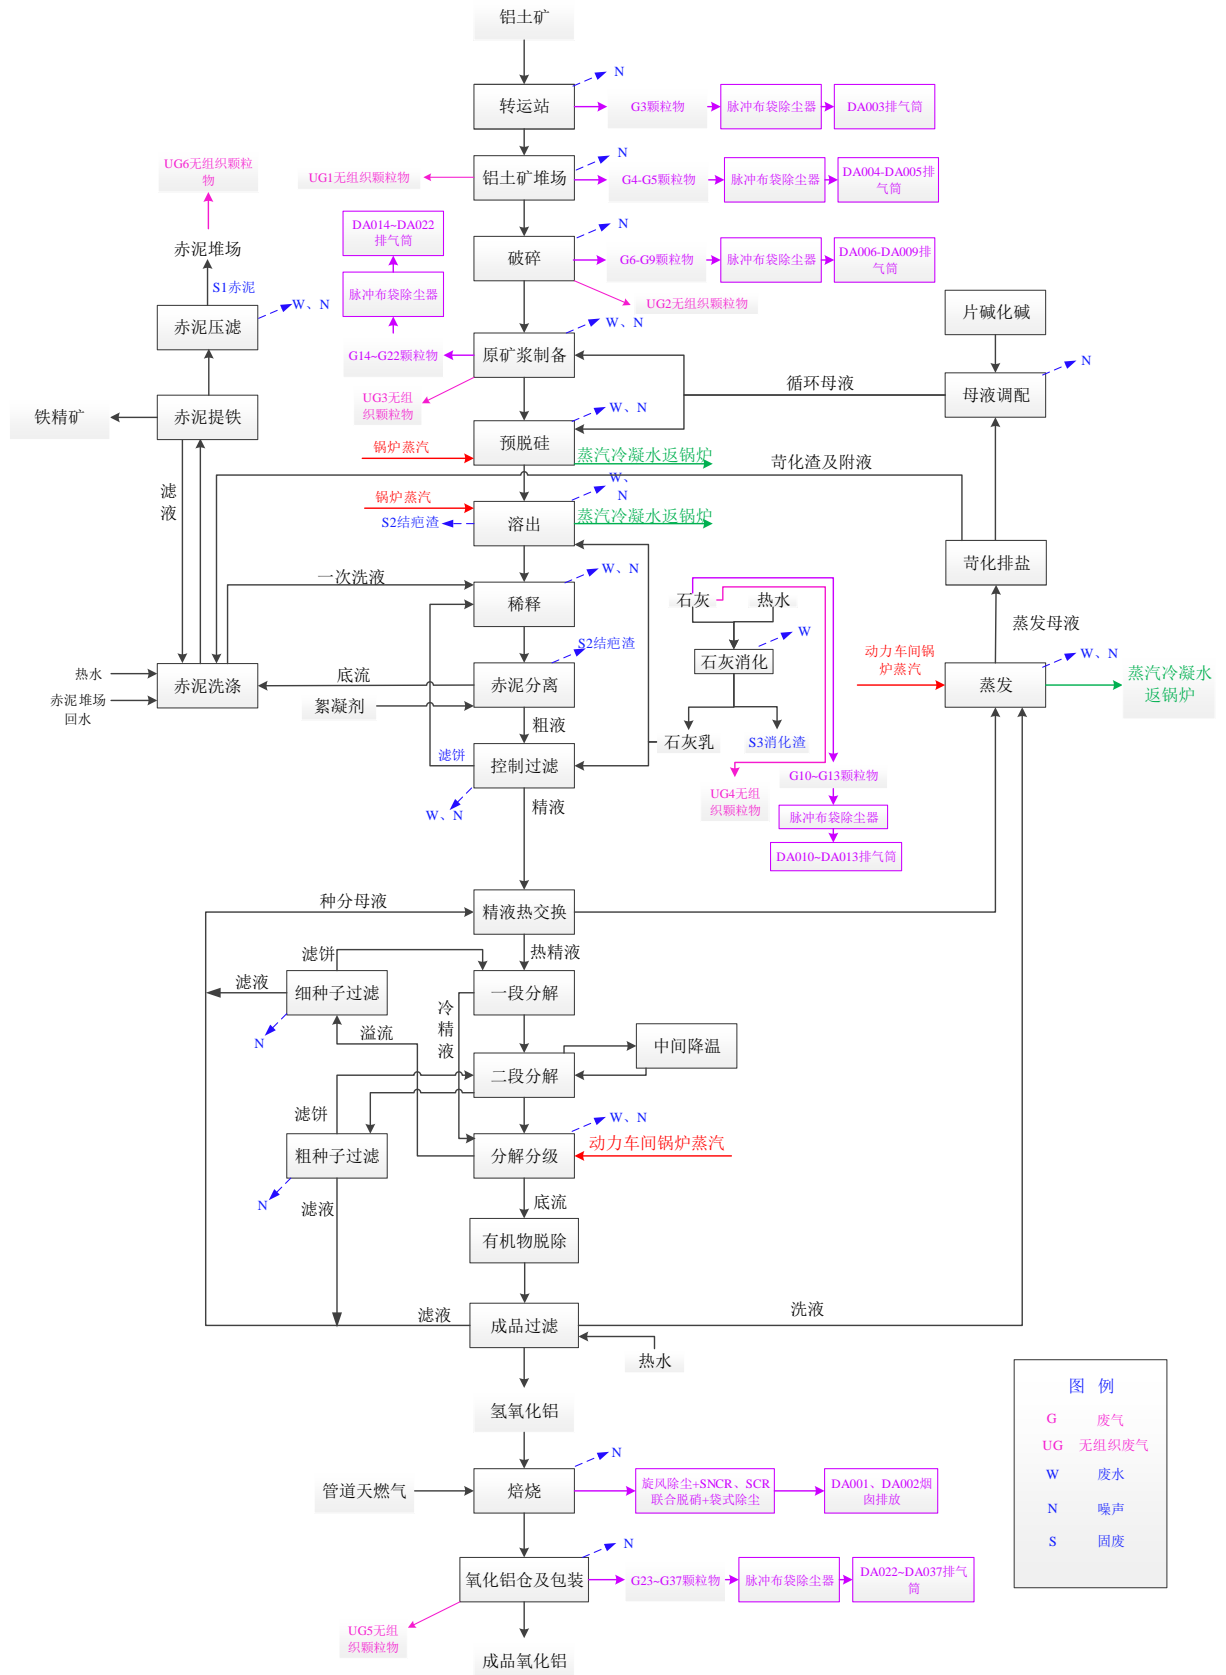 铝土矿
N
转运站
G3颗粒物
脉冲布袋除尘器
DA003排气筒
UG6无组织颗粒
物
N
UG1无组织颗粒物
铝土矿堆场
G4-G5颗粒物
脉冲布袋除尘器
DA004-DA005排
气筒
DA014~DA022
排气筒
N
赤泥堆场
破碎
G6-G9颗粒物
脉冲布袋除尘器
DA006-DA009排
气筒
S1赤泥
脉冲布袋除尘器
UG2无组织颗粒物
W、N
片碱化碱
赤泥压滤
W、N
G14~G22颗粒物
原矿浆制备
N
循环母液
UG3无组
织颗粒物
母液调配
铁精矿
赤泥提铁
W、N
预脱硅
锅炉蒸汽
蒸汽冷凝水返锅炉
苛化渣及附液
滤
液
W、
N
锅炉蒸汽
S2结疤渣
溶出
蒸汽冷凝水返锅炉
苛化排盐
W、N
一次洗液
稀释
石灰
热水
蒸发母液
W
S2结疤渣
石灰消化
动力车间锅
炉蒸汽
W、N
热水
赤泥洗涤
底流
赤泥分离
蒸发
蒸汽冷凝水
返锅炉
赤泥堆场
回水
絮凝剂
粗液
石灰乳
S3消化渣
滤饼
控制过滤
G10~G13颗粒物
UG4无组
织颗粒物
W、N
精液
脉冲布袋除尘器
DA010~DA013排气筒
种分母液
精液热交换
滤饼
热精液
滤液
细种子过滤
一段分解
冷
精
液
N
溢流
中间降温
二段分解
滤饼
W、N
粗种子过滤
分解分级
动力车间锅炉蒸汽
N
滤液
底流
有机物脱除
滤液
成品过滤
洗液
热水
图 例
氢氧化铝
G 废气
UG 无组织废气
N
W 废水
管道天燃气
焙烧
旋风除尘+SNCR、SCR
联合脱硝+袋式除尘
DA001、DA002烟
囱排放
N 噪声
S 固废
N
氧化铝仓及包装
G23~G37颗粒物
脉冲布袋除尘器
DA022~DA037排气
筒
UG5无组
织颗粒物
成品氧化铝